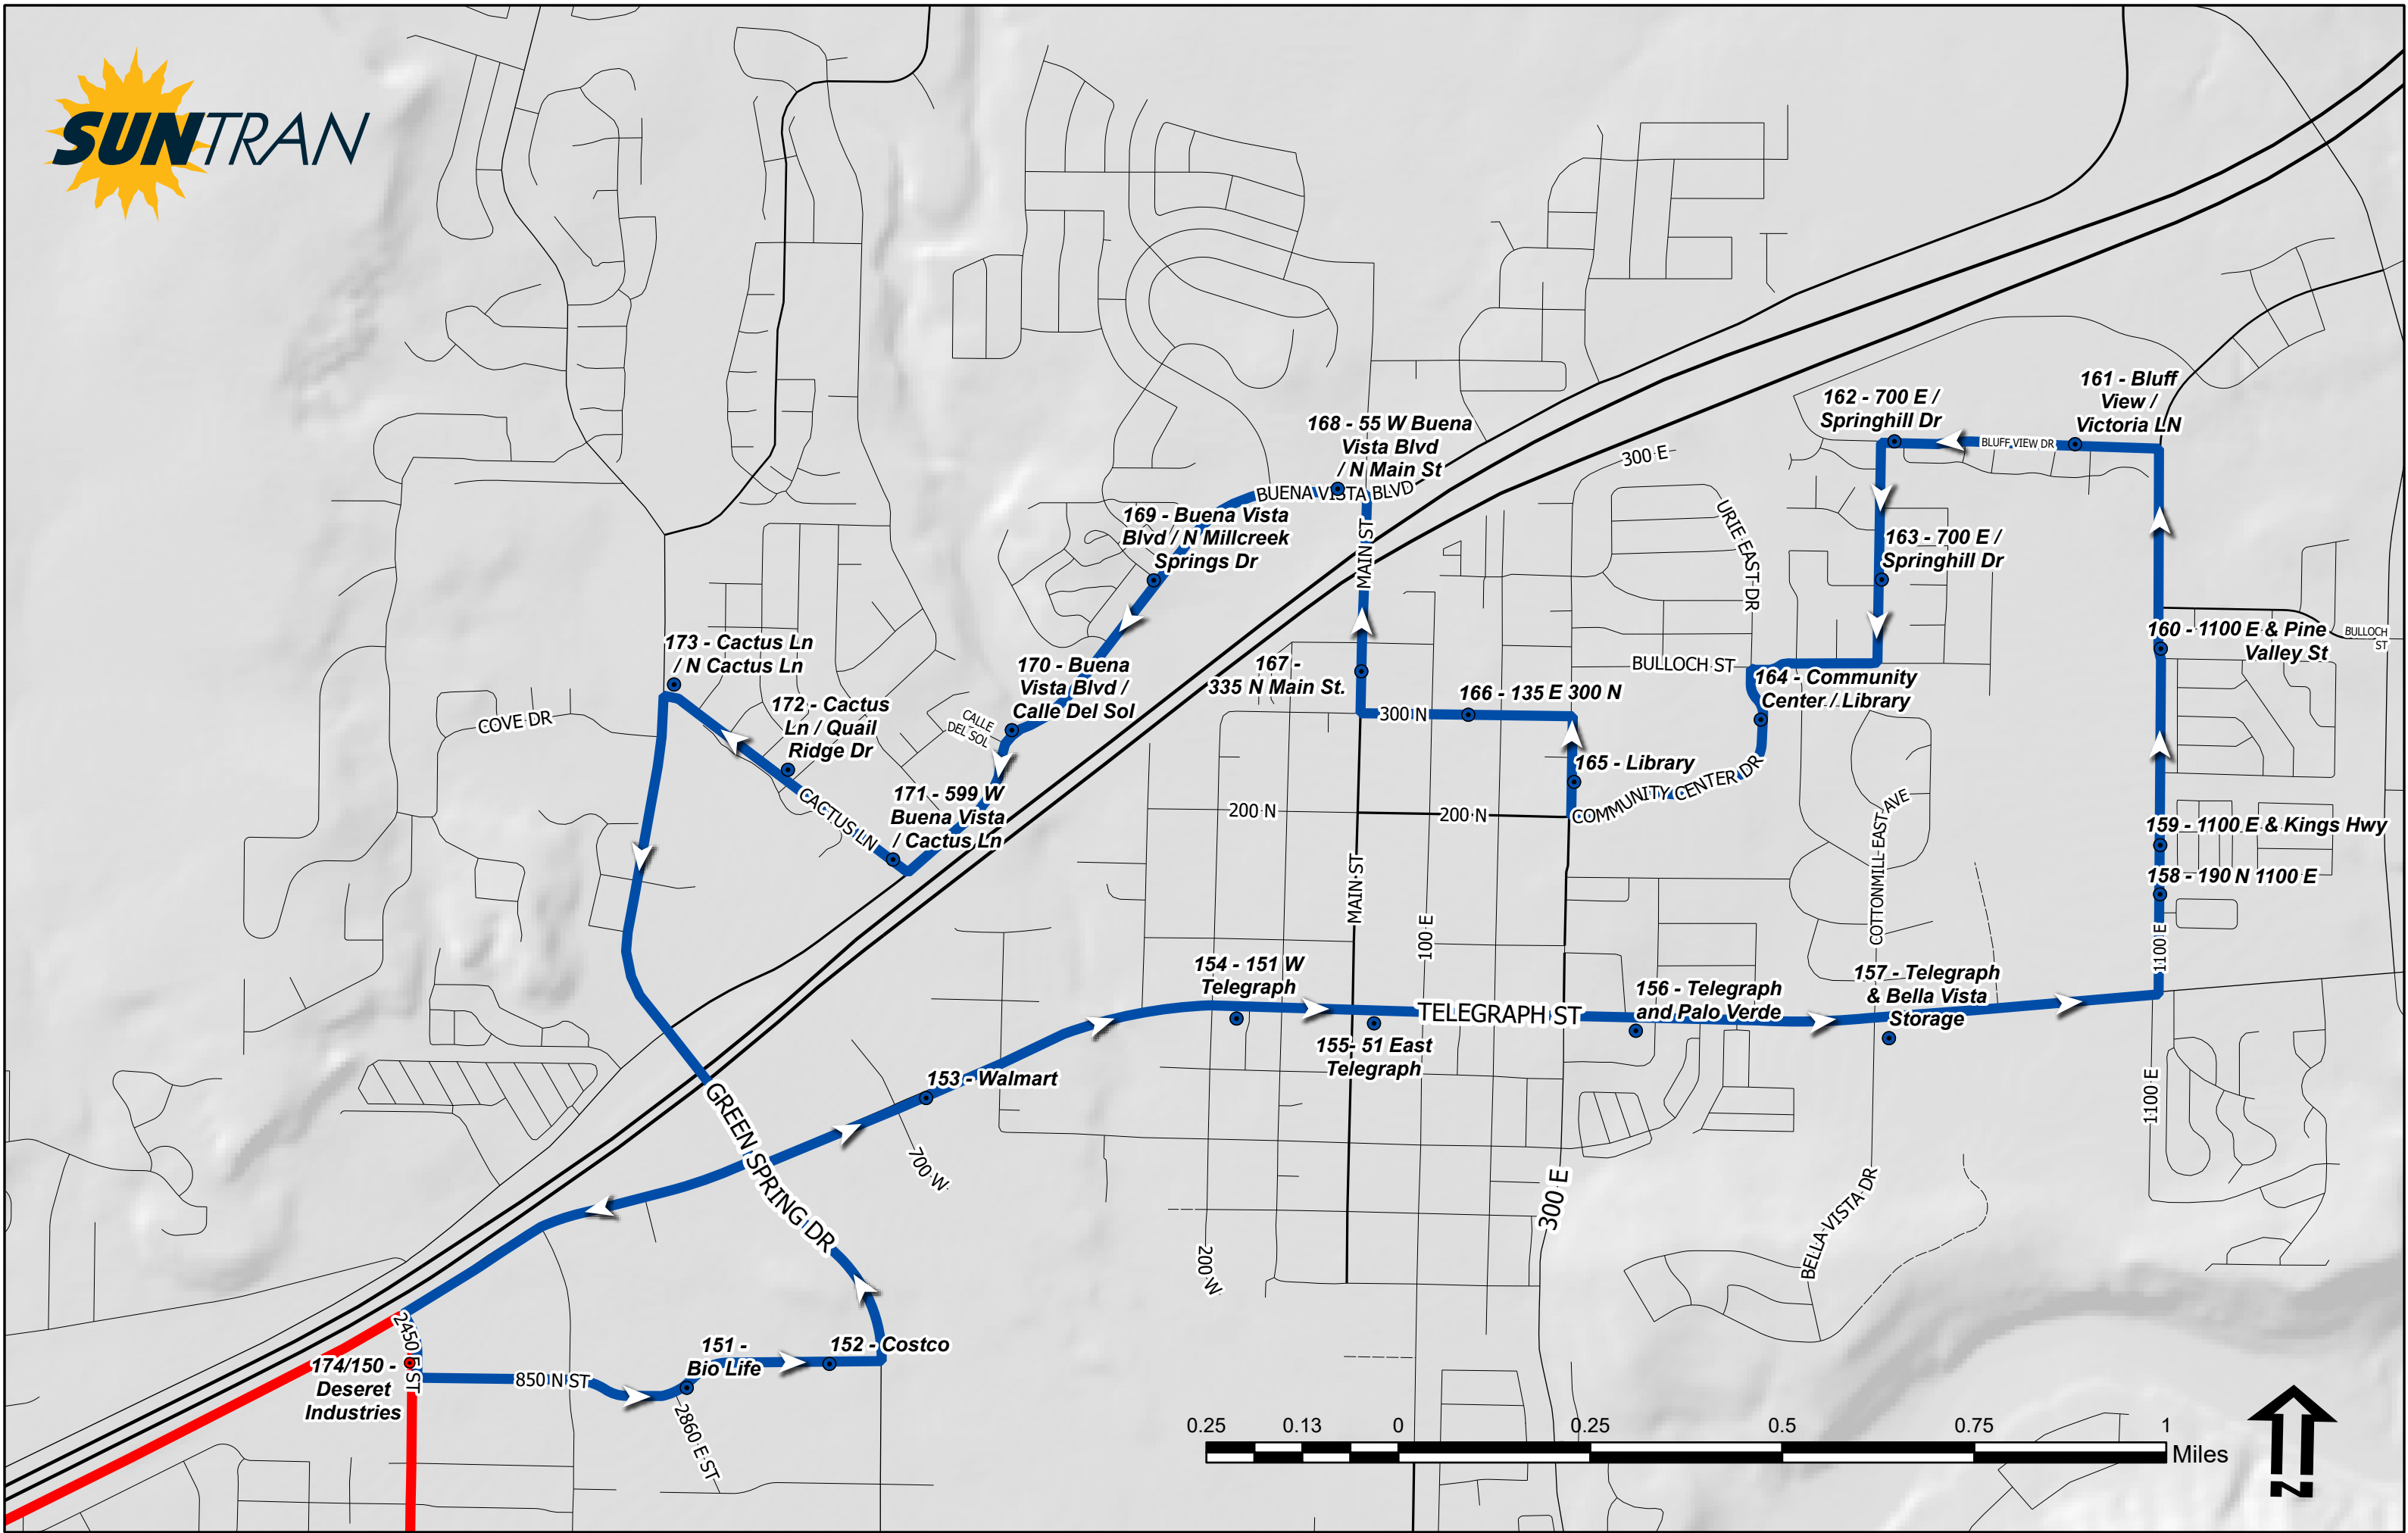 SUNTRAN
162 - 700 E /
Springhill Dr
161 - Bluff
View /
Victoria LN
BLUFF VIEW DR
168 - 55 W Buena
Vista Blvd
/ N Main St
BUENA VISTA BLVD
300 E
169 - Buena Vista
Blvd / N Millcreek
Springs Dr
MAIN ST
URIE EAST DR
163 - 700 E /
Springhill Dr
160 - 1100 E & Pine
Valley St
BULLOCH
ST
173 - Cactus Ln
/ N Cactus Ln
170 - Buena
Vista Blvd /
Calle Del Sol
167 -
335 N Main St.
BULLOCH ST
164 - Community
Center / Library
166 - 135 E 300 N
300 N
COVE DR
172 - Cactus
Ln / Quail
Ridge Dr
CALLE
DEL SOL
165 - Library
COMMUNITY CENTER DR
171 - 599 W
Buena Vista
/ Cactus Ln
CACTUS LN
200 N
200 N
COTTONMILL EAST AVE
159 - 1100 E & Kings Hwy
158 - 190 N 1100 E
MAIN ST
100 E
1100 E
154 - 151 W
Telegraph
TELEGRAPH ST
156 - Telegraph
and Palo Verde
157 - Telegraph
& Bella Vista
Storage
155- 51 East
Telegraph
153 - Walmart
1100 E
GREEN SPRING DR
700 W
200 W
300 E
BELLA VISTA DR
2450 E ST
174/150 -
Deseret
Industries
850 N ST
151 -
Bio Life
152 - Costco
2860 E ST
0.25 0.13 0 0.25 0.5 0.75 1
Miles
N